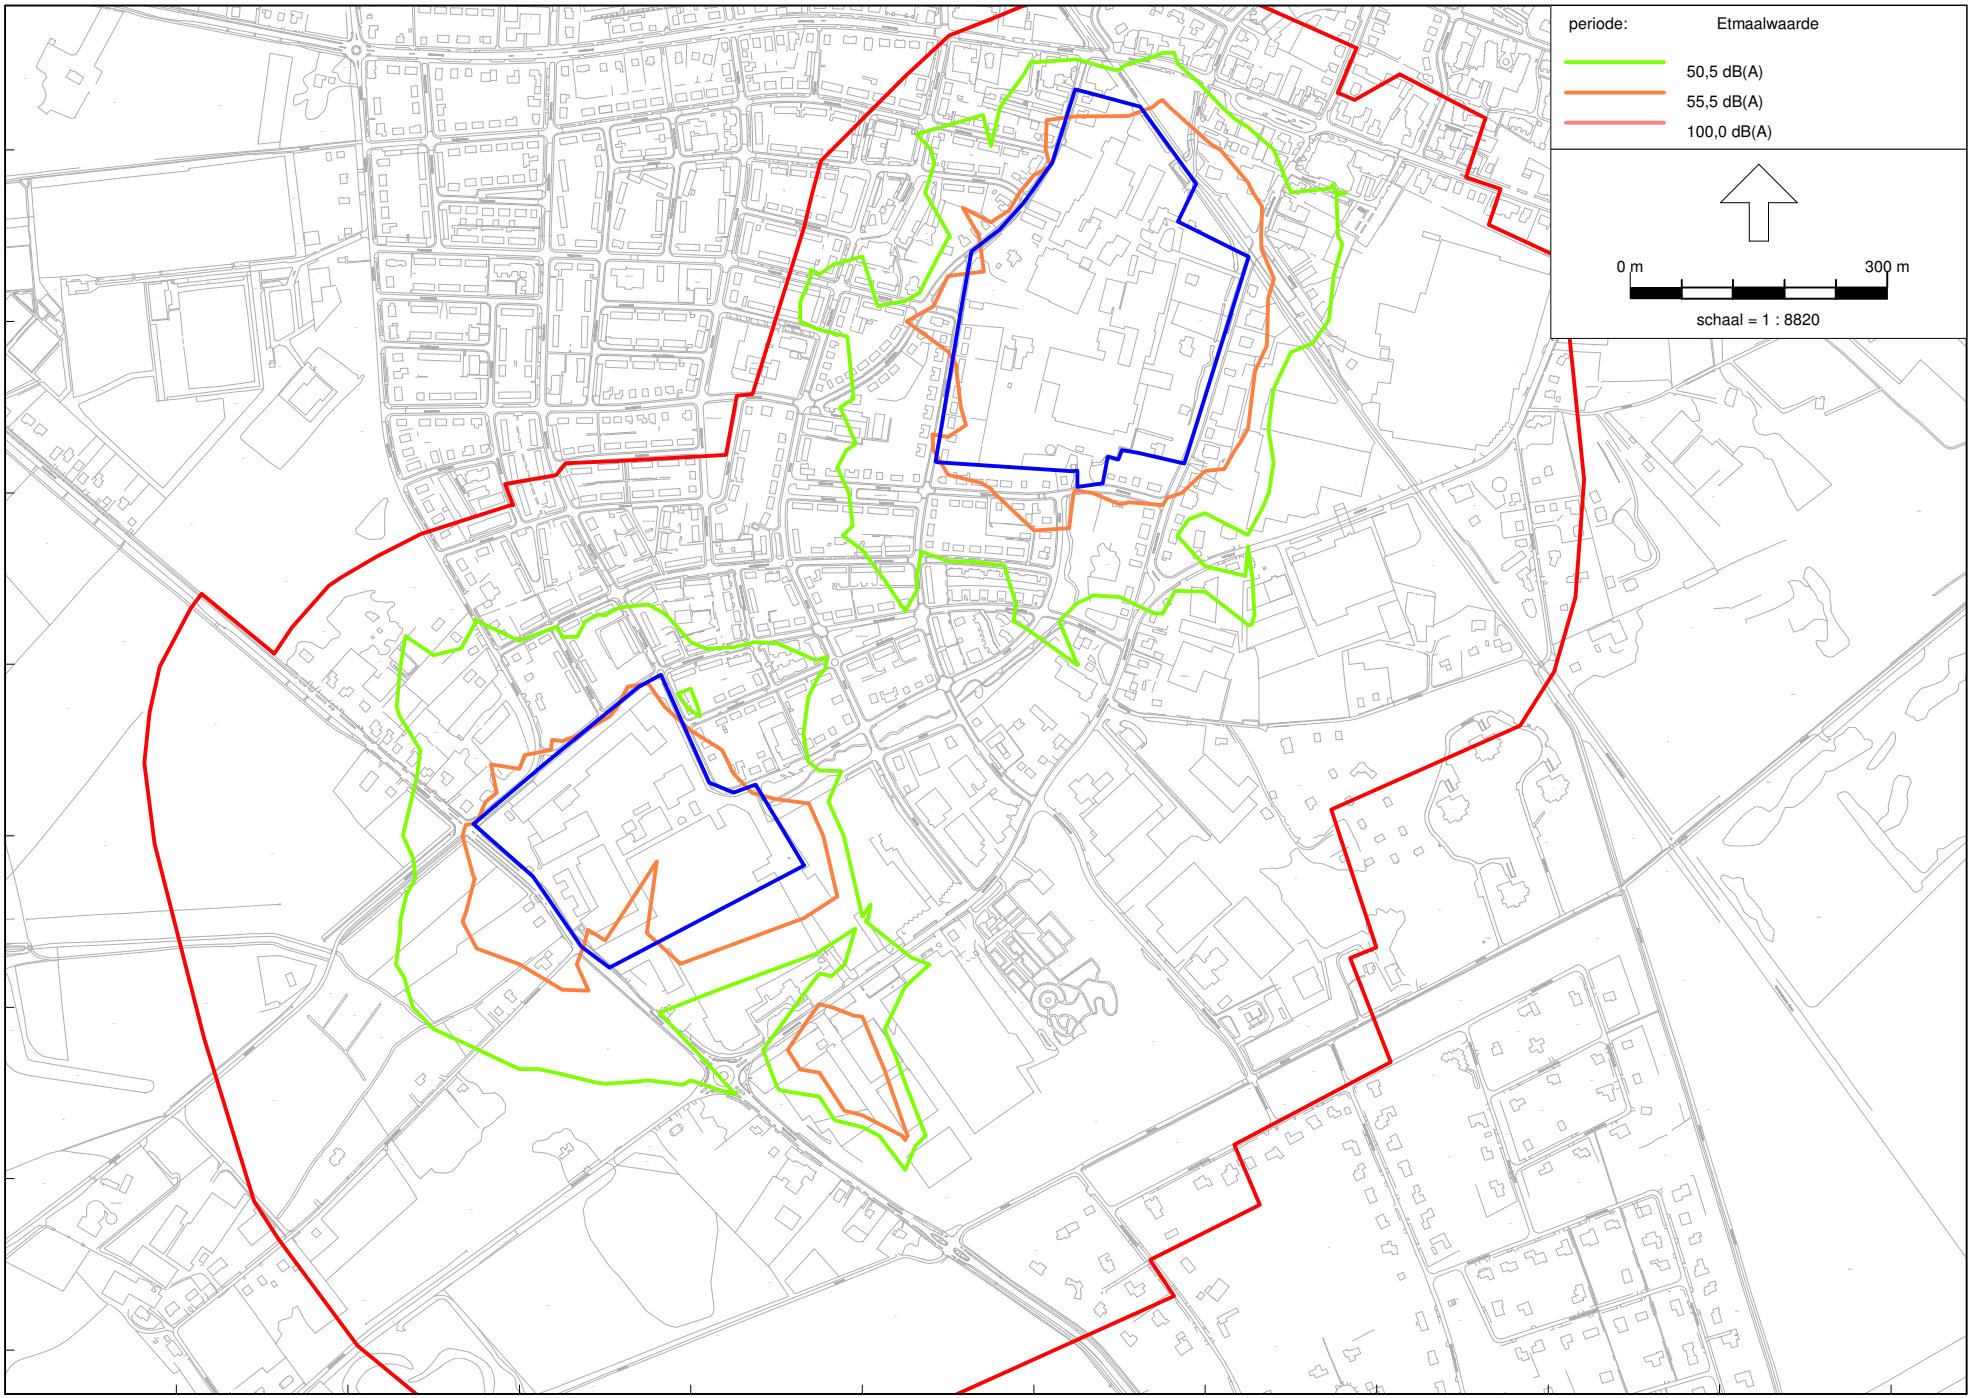 periode: Etmaalwaarde
50,5 dB(A)
55,5 dB(A)
100,0 dB(A)
0 m 300 m
schaal = 1 : 8820